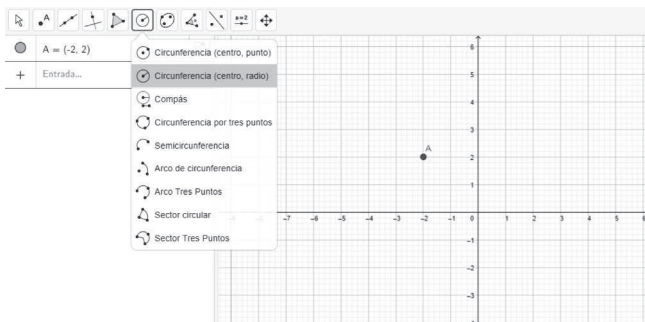 A
a=2
A = (-2, 2)
Entrada...
Circunferencia (centro, punto)
Circunferencia (centro, radio)
Compás
Circunferencia por tres puntos
Semicircunferencia
Arco de circunferencia
Arco Tres Puntos
Sector circular
Sector Tres Puntos
6
5
4
3
A
2
1
-7 -6 -5 -4 -3 -2 -1 0 1 2 3 4 5
-1
-2
-3